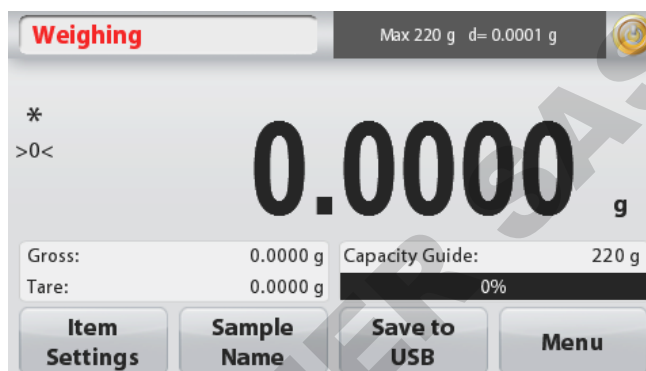 Weighing
Max 220 g d= 0.0001 g
*
>0<
0.0000 g
Gross: 0.0000 g
Tare: 0.0000 g
Capacity Guide: 220 g
0%
Item Settings
Sample Name
Save to USB
Menu